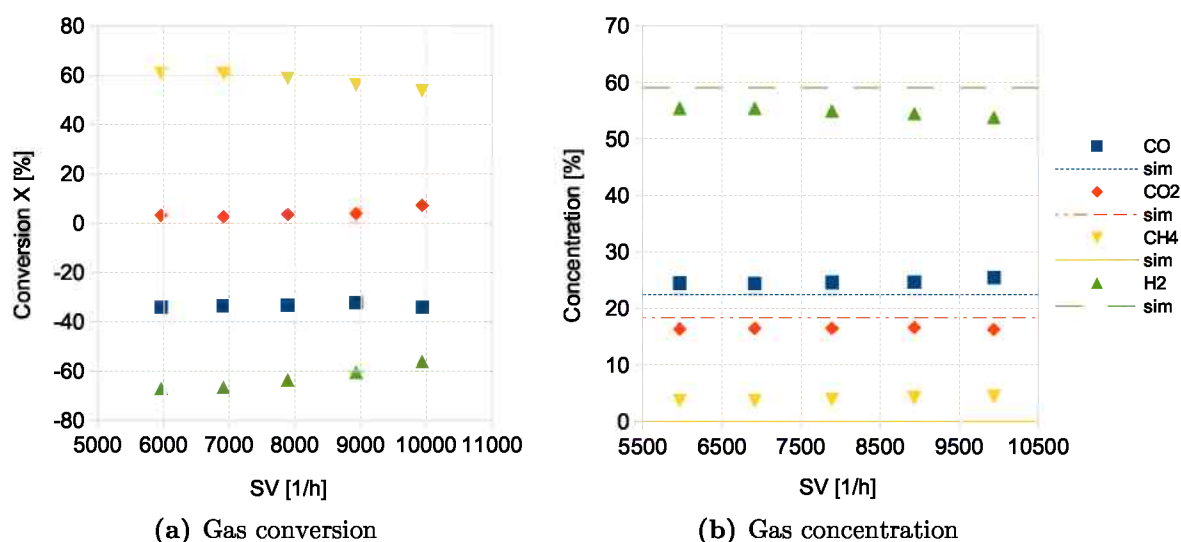 80
60
40
20
0
-20
-40
-60
-80
Conversion X [%]
5000 6000 7000 8000 9000 10000 11000
SV [1/h]
(a) Gas conversion
70
60
50
40
30
20
10
0
Concentration [%]
5500 6500 7500 8500 9500 10500
SV [1/h]
(b) Gas concentration
CO
sim
CO2
sim
CH4
sim
H2
sim